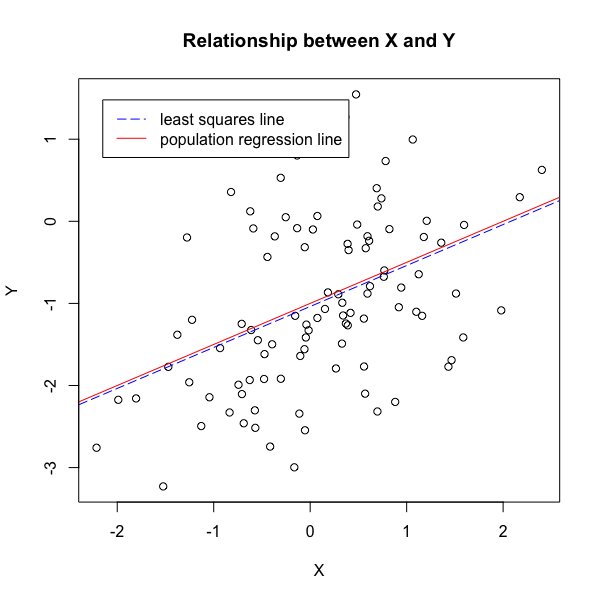 Relationship between X and Y
least squares line
population regression line
1
0
-1
-2
-3
Y
-2
-1
0
1
2
X